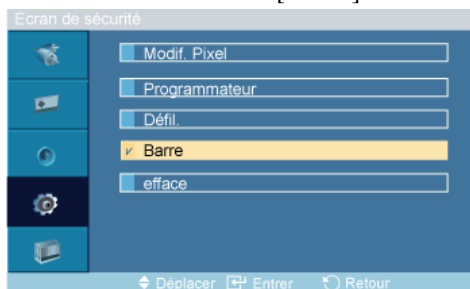 Ecran de sécurité
Modif. Pixel
Programmateur
Défil.
Barre
efface
Déplacer Entrer Retour